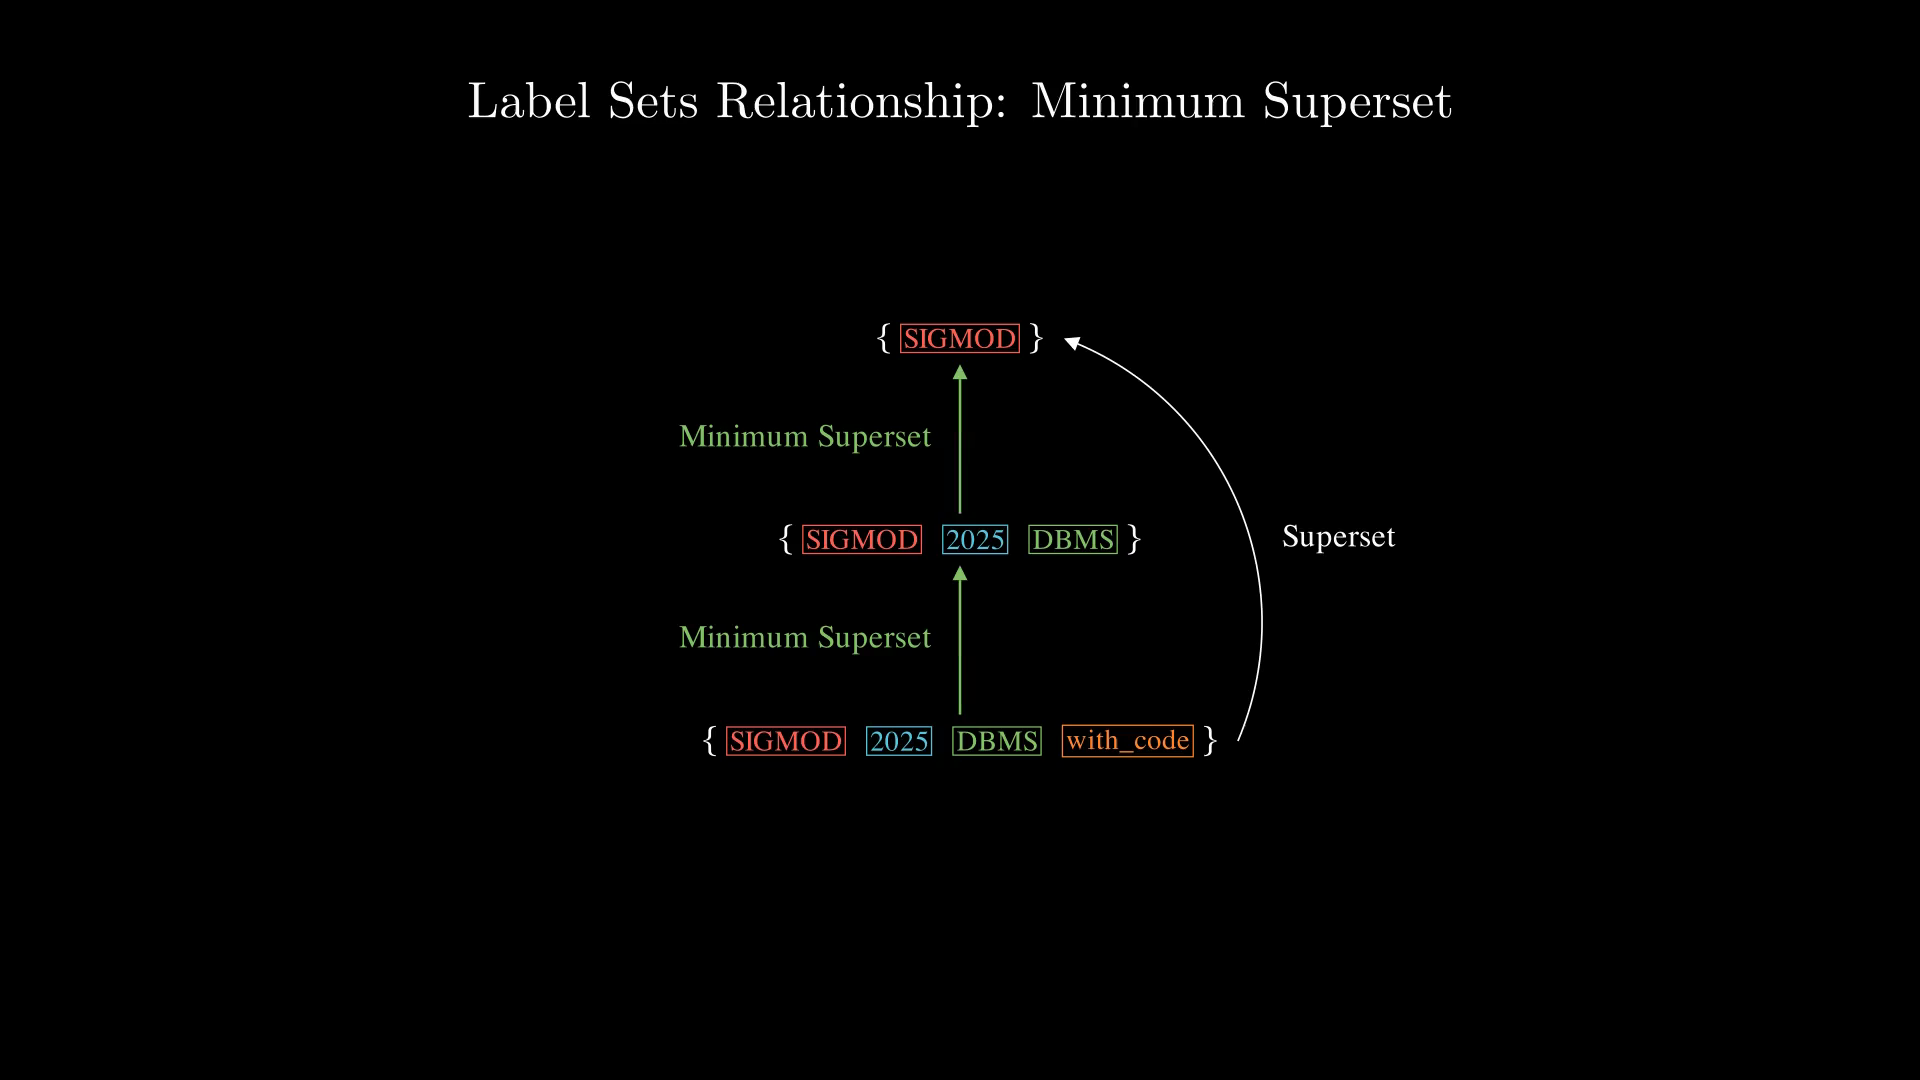 Label Sets Relationship: Minimum Superset
{ SIGMOD }
Minimum Superset
{ SIGMOD 2025 DBMS }
Superset
Minimum Superset
{ SIGMOD 2025 DBMS with_code }